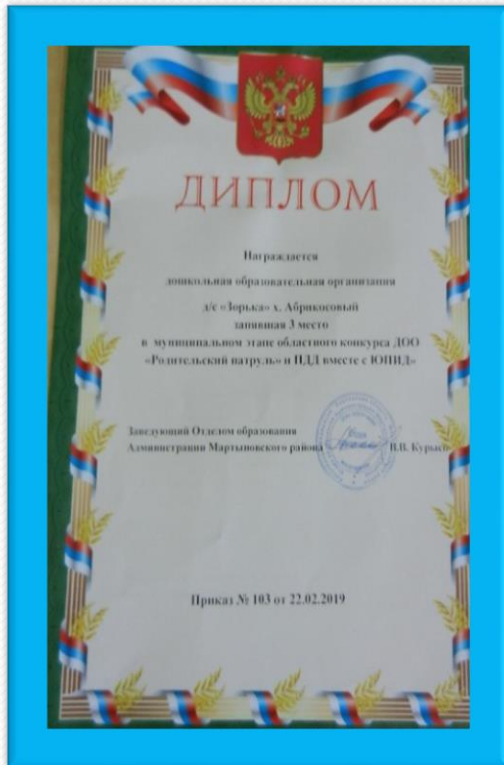 ДИПЛОМ
Награждается
дошкольная образовательная организация
д/с «Зорька» х. Абрикосовый
занявшая 3 место
в муниципальном этапе областного конкурса ДОО
«Родительский патруль» и ПДД вместе с ЮПИД»
Заведующий Отделом образования
Администрации Мартыновского района В.В.
Приказ № 103 от 22.02.2019